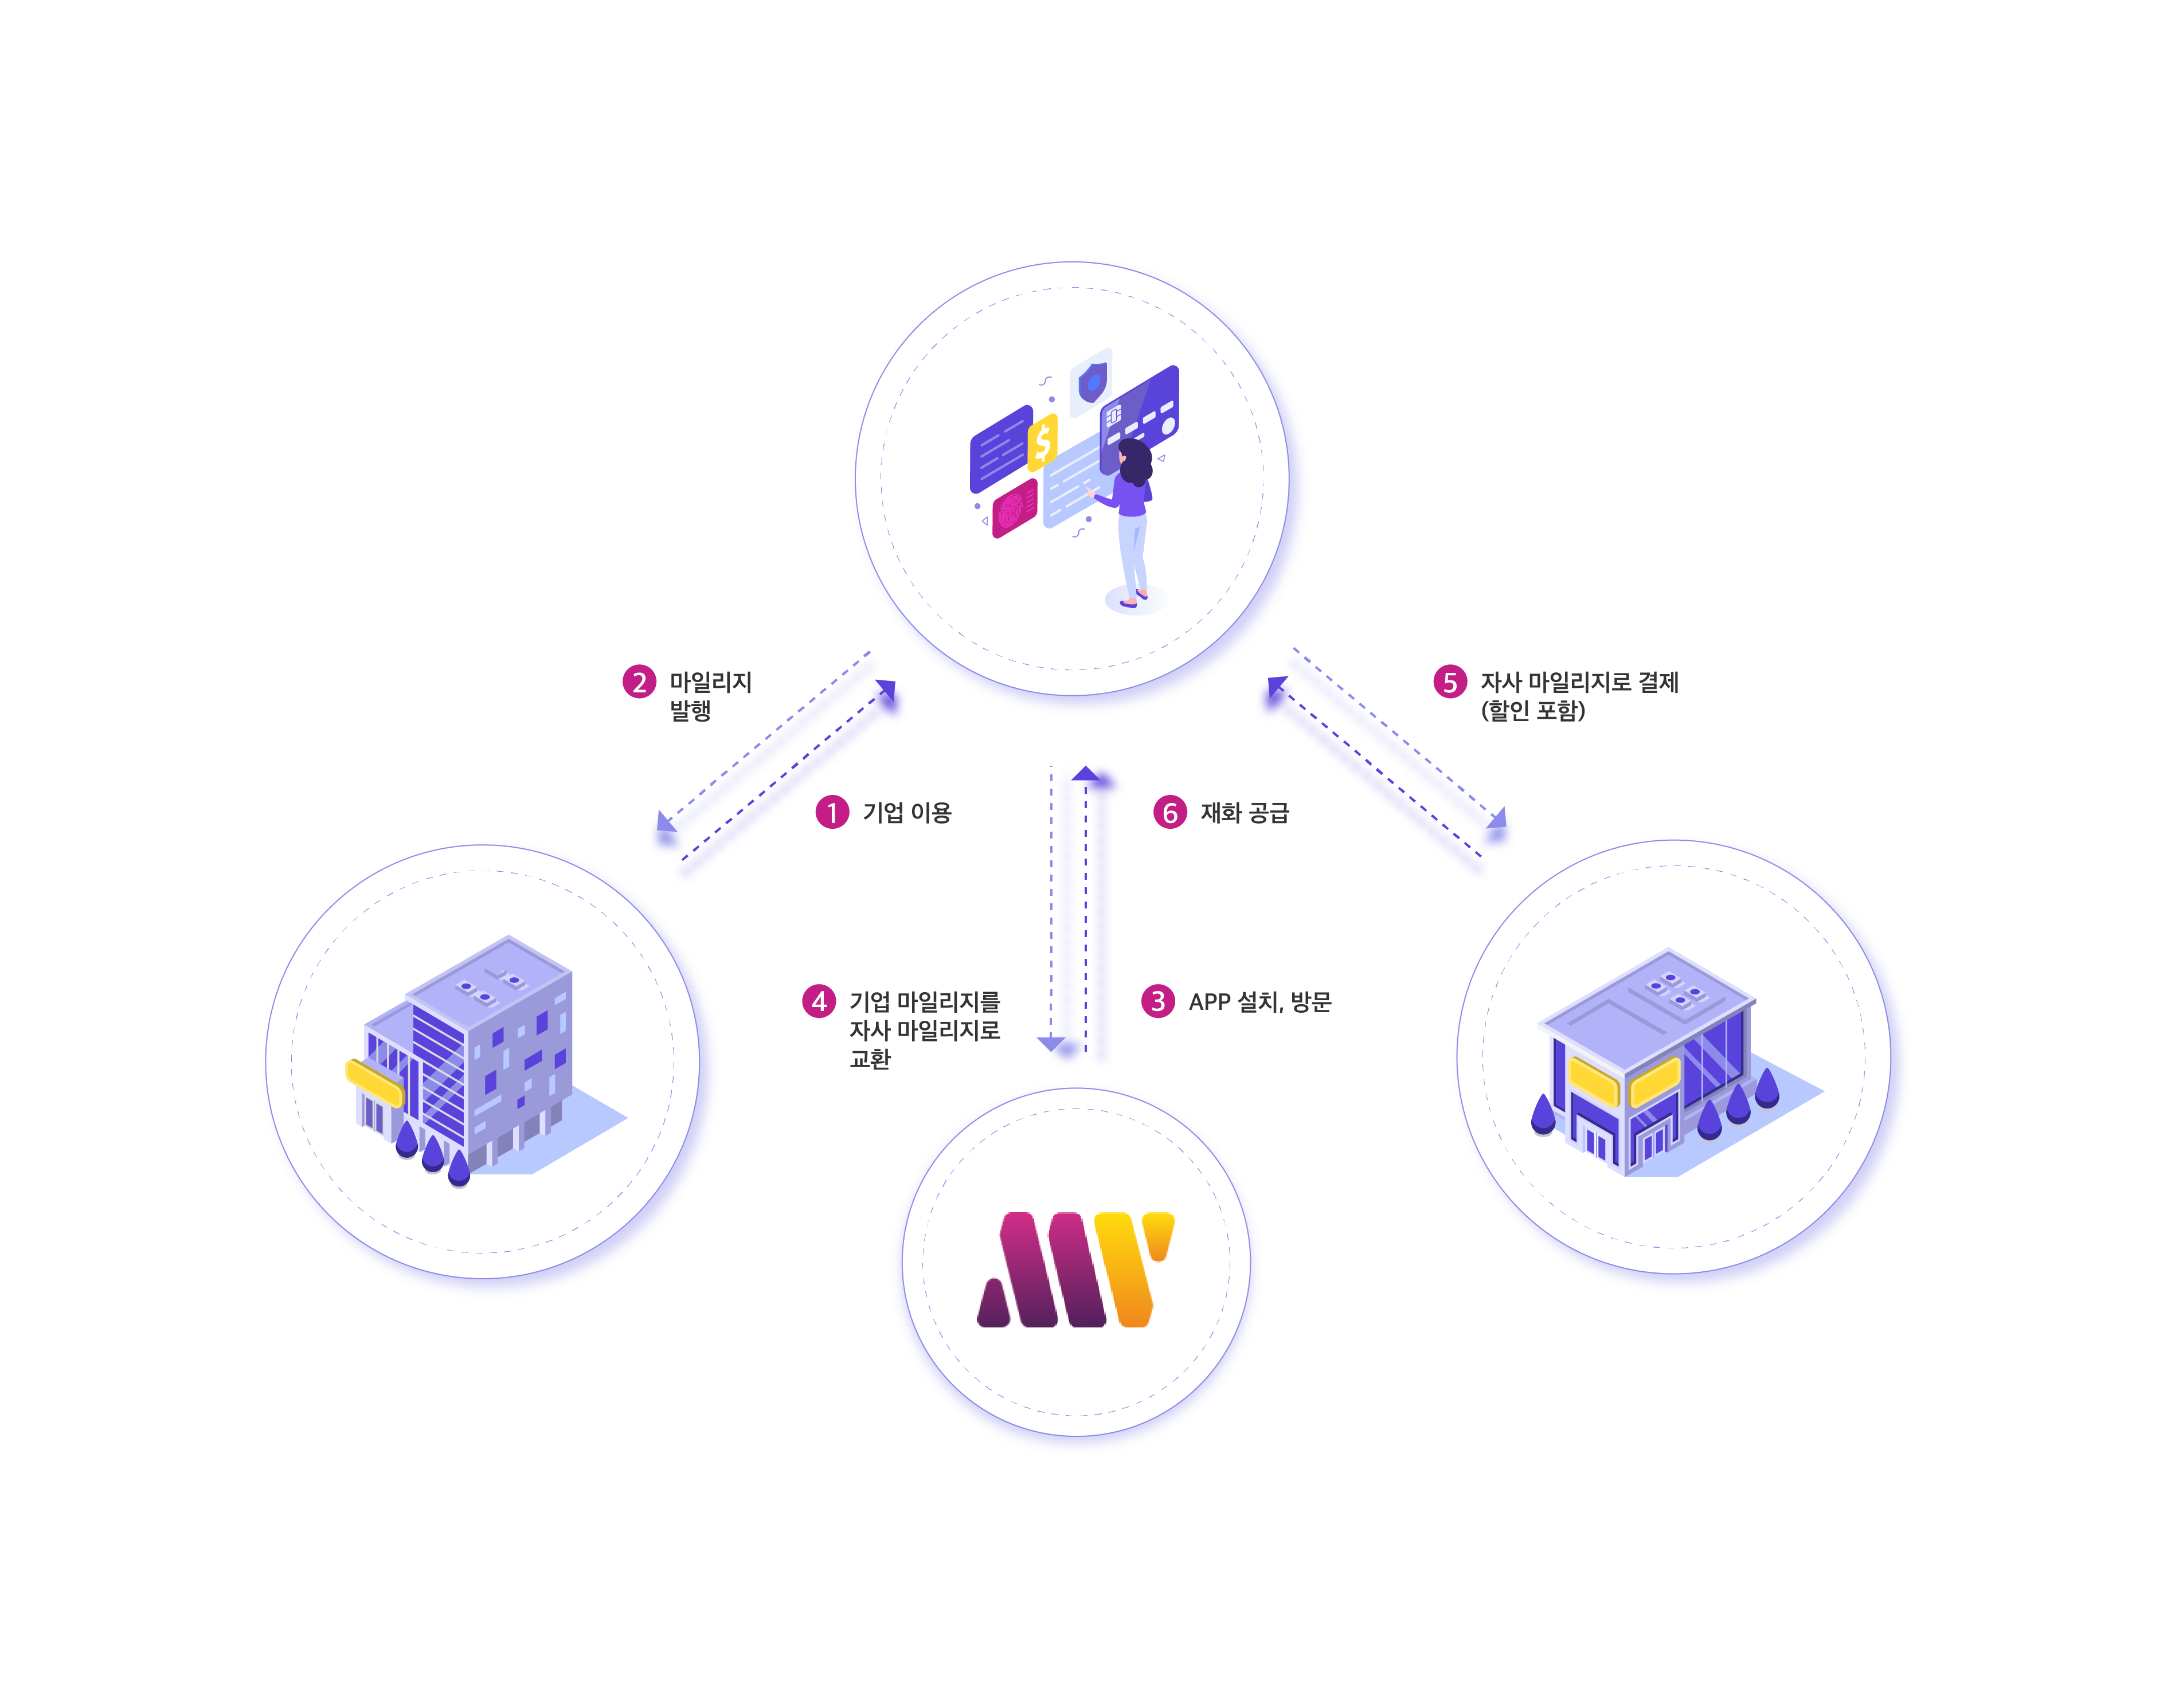 2 마일리지
발행
5 자사 마일리지로 결제
(할인 포함)
1 기업 이용
6 재화 공급
4 기업 마일리지를
자사 마일리지로
교환
3 APP 설치, 방문
$